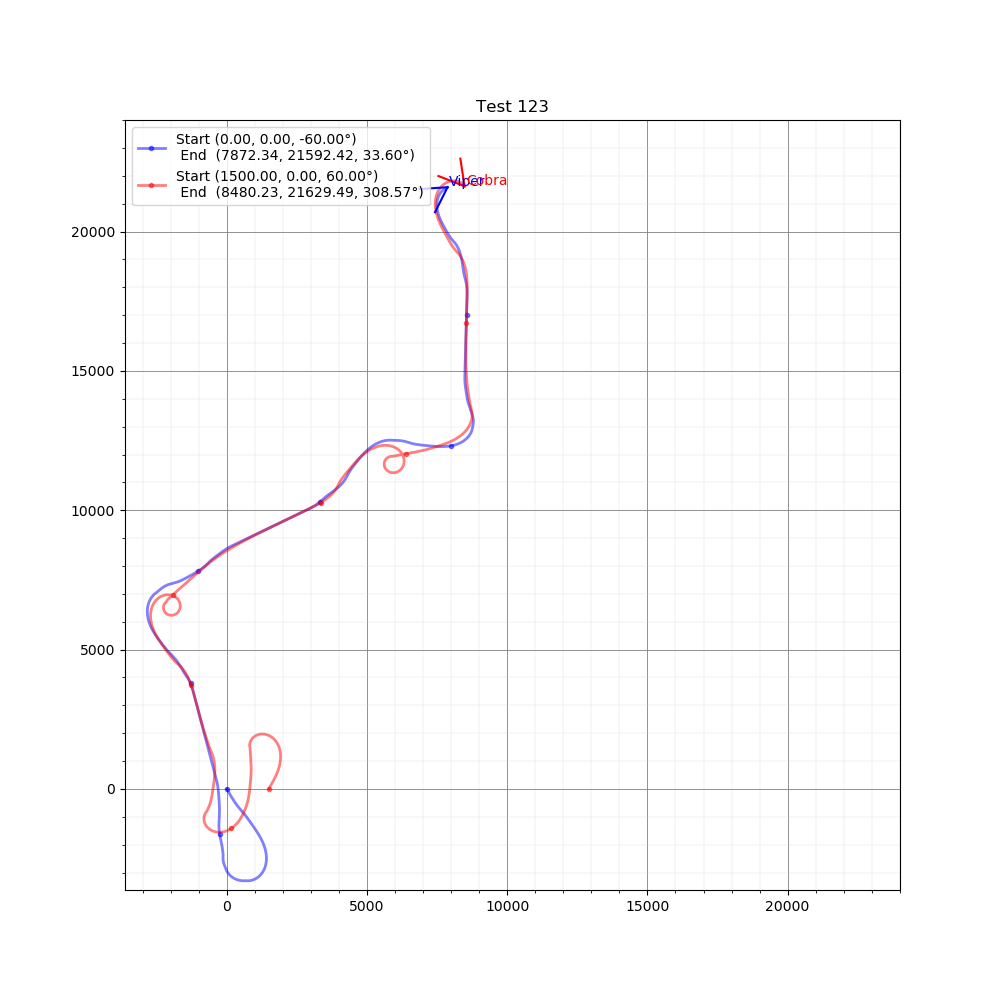 Test 123
Start (0.00, 0.00, -60.00°)
End (7872.34, 21592.42, 33.60°)
Start (1500.00, 0.00, 60.00°)
End (8480.23, 21629.49, 308.57°)
Viper
Cobra
20000
15000
10000
5000
0
0
5000
10000
15000
20000